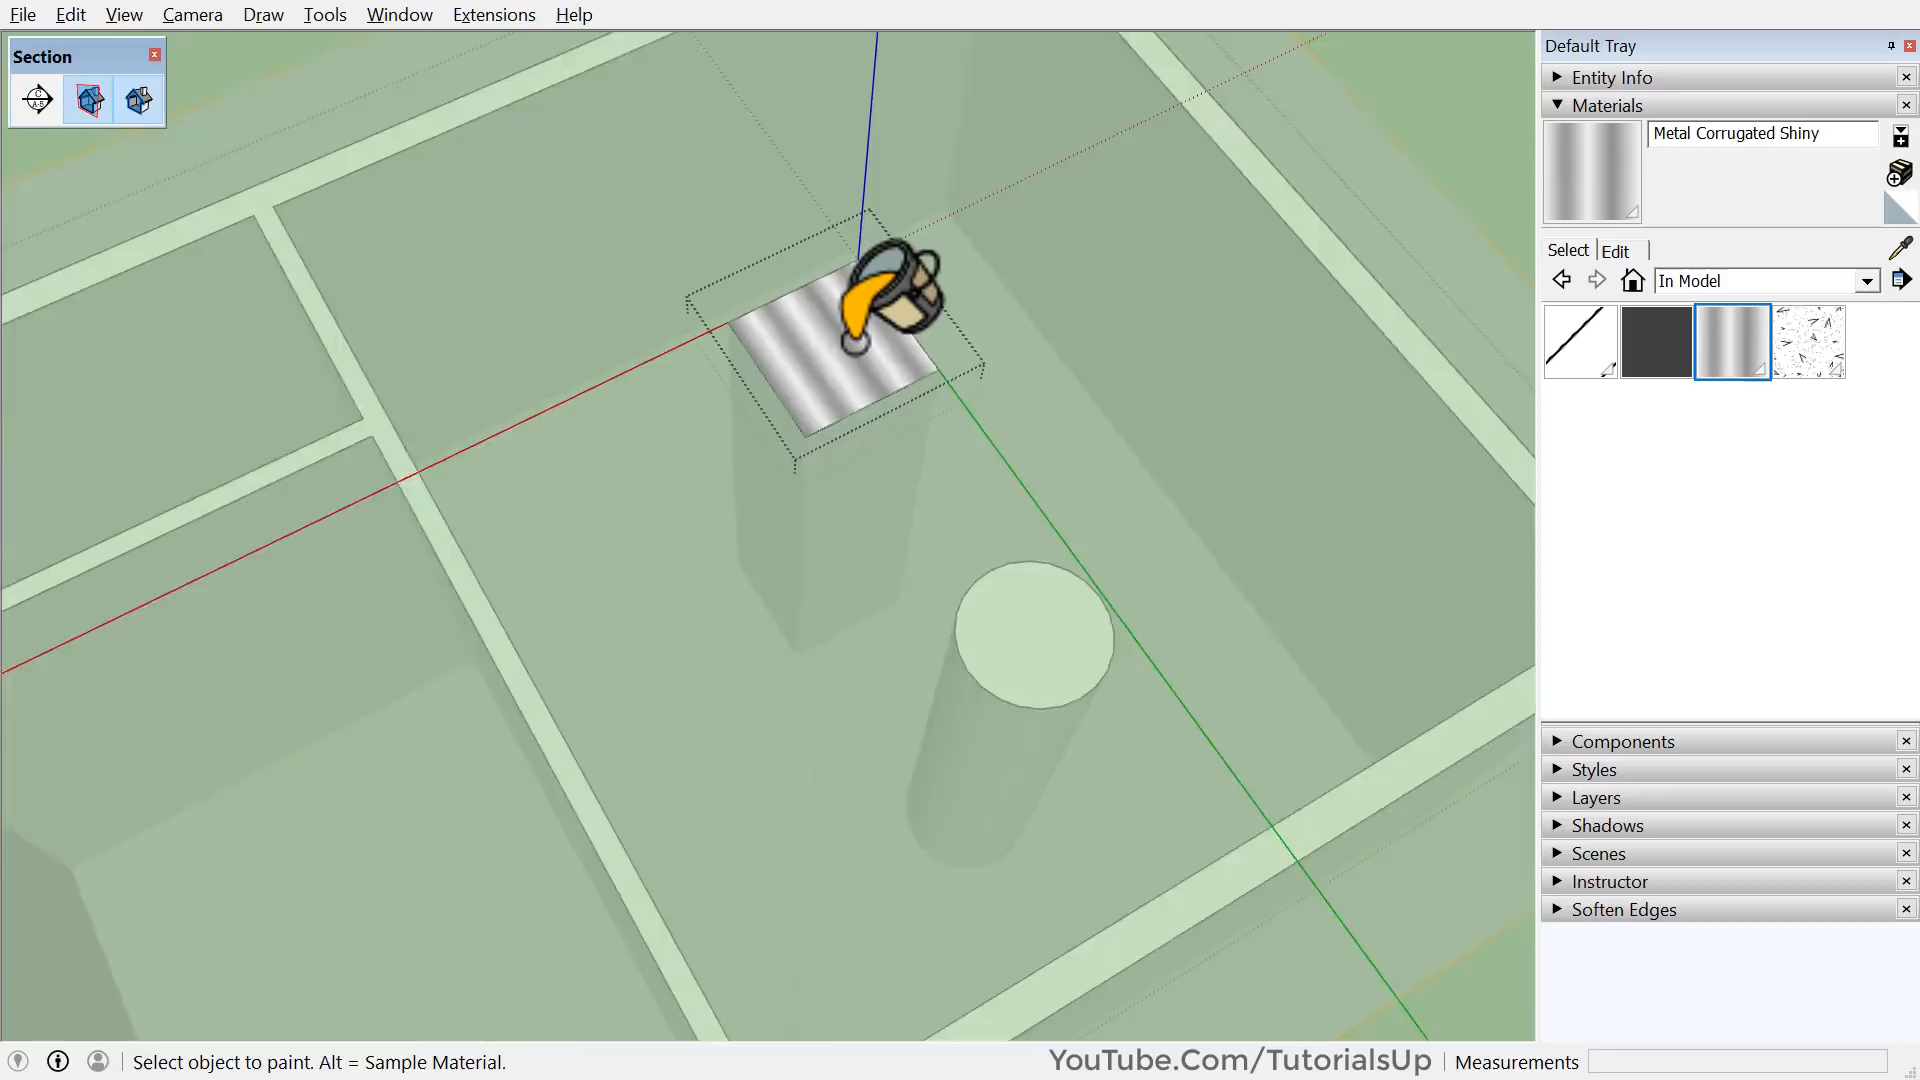 File Edit View Camera Draw Tools Window Extensions Help
Section
C
A-5
Default Tray
Entity Info
Materials
Metal Corrugated Shiny
Select Edit
In Model
Components
Styles
Layers
Shadows
Scenes
Instructor
Soften Edges
Select object to paint. Alt = Sample Material.
YouTube.Com/TutorialsUp
Measurements